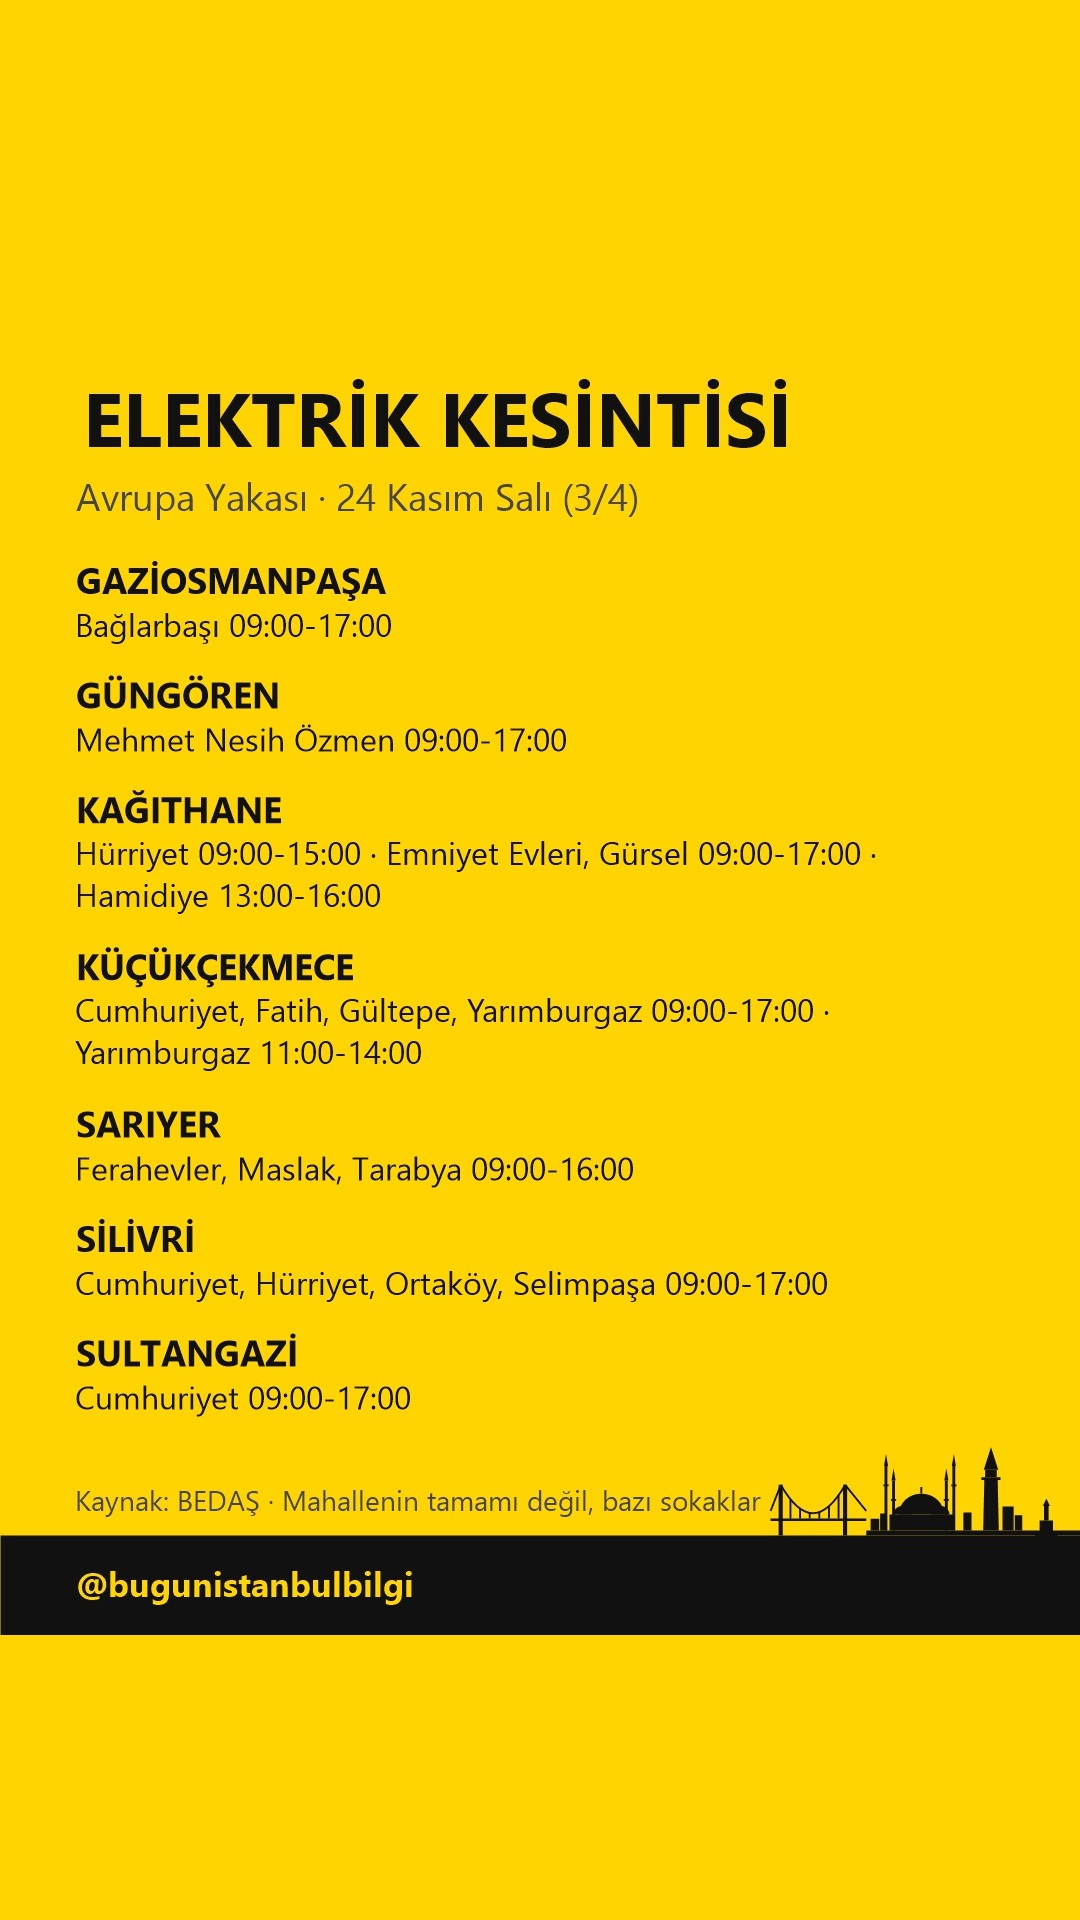 ELEKTRİK KESİNTİSİ
Avrupa Yakası · 24 Kasım Salı (3/4)
GAZİOSMANPAŞA
Bağlarbaşı 09:00-17:00
GÜNGÖREN
Mehmet Nesih Özmen 09:00-17:00
KAĞITHANE
Hürriyet 09:00-15:00 · Emniyet Evleri, Gürsel 09:00-17:00 ·
Hamidiye 13:00-16:00
KÜÇÜKÇEKMECE
Cumhuriyet, Fatih, Gültepe, Yarımburgaz 09:00-17:00 ·
Yarımburgaz 11:00-14:00
SARIYER
Ferahevler, Maslak, Tarabya 09:00-16:00
SİLİVRİ
Cumhuriyet, Hürriyet, Ortaköy, Selimpaşa 09:00-17:00
SULTANGAZİ
Cumhuriyet 09:00-17:00
Kaynak: BEDAŞ · Mahallenin tamamı değil, bazı sokaklar
@bugunistanbulbilgi